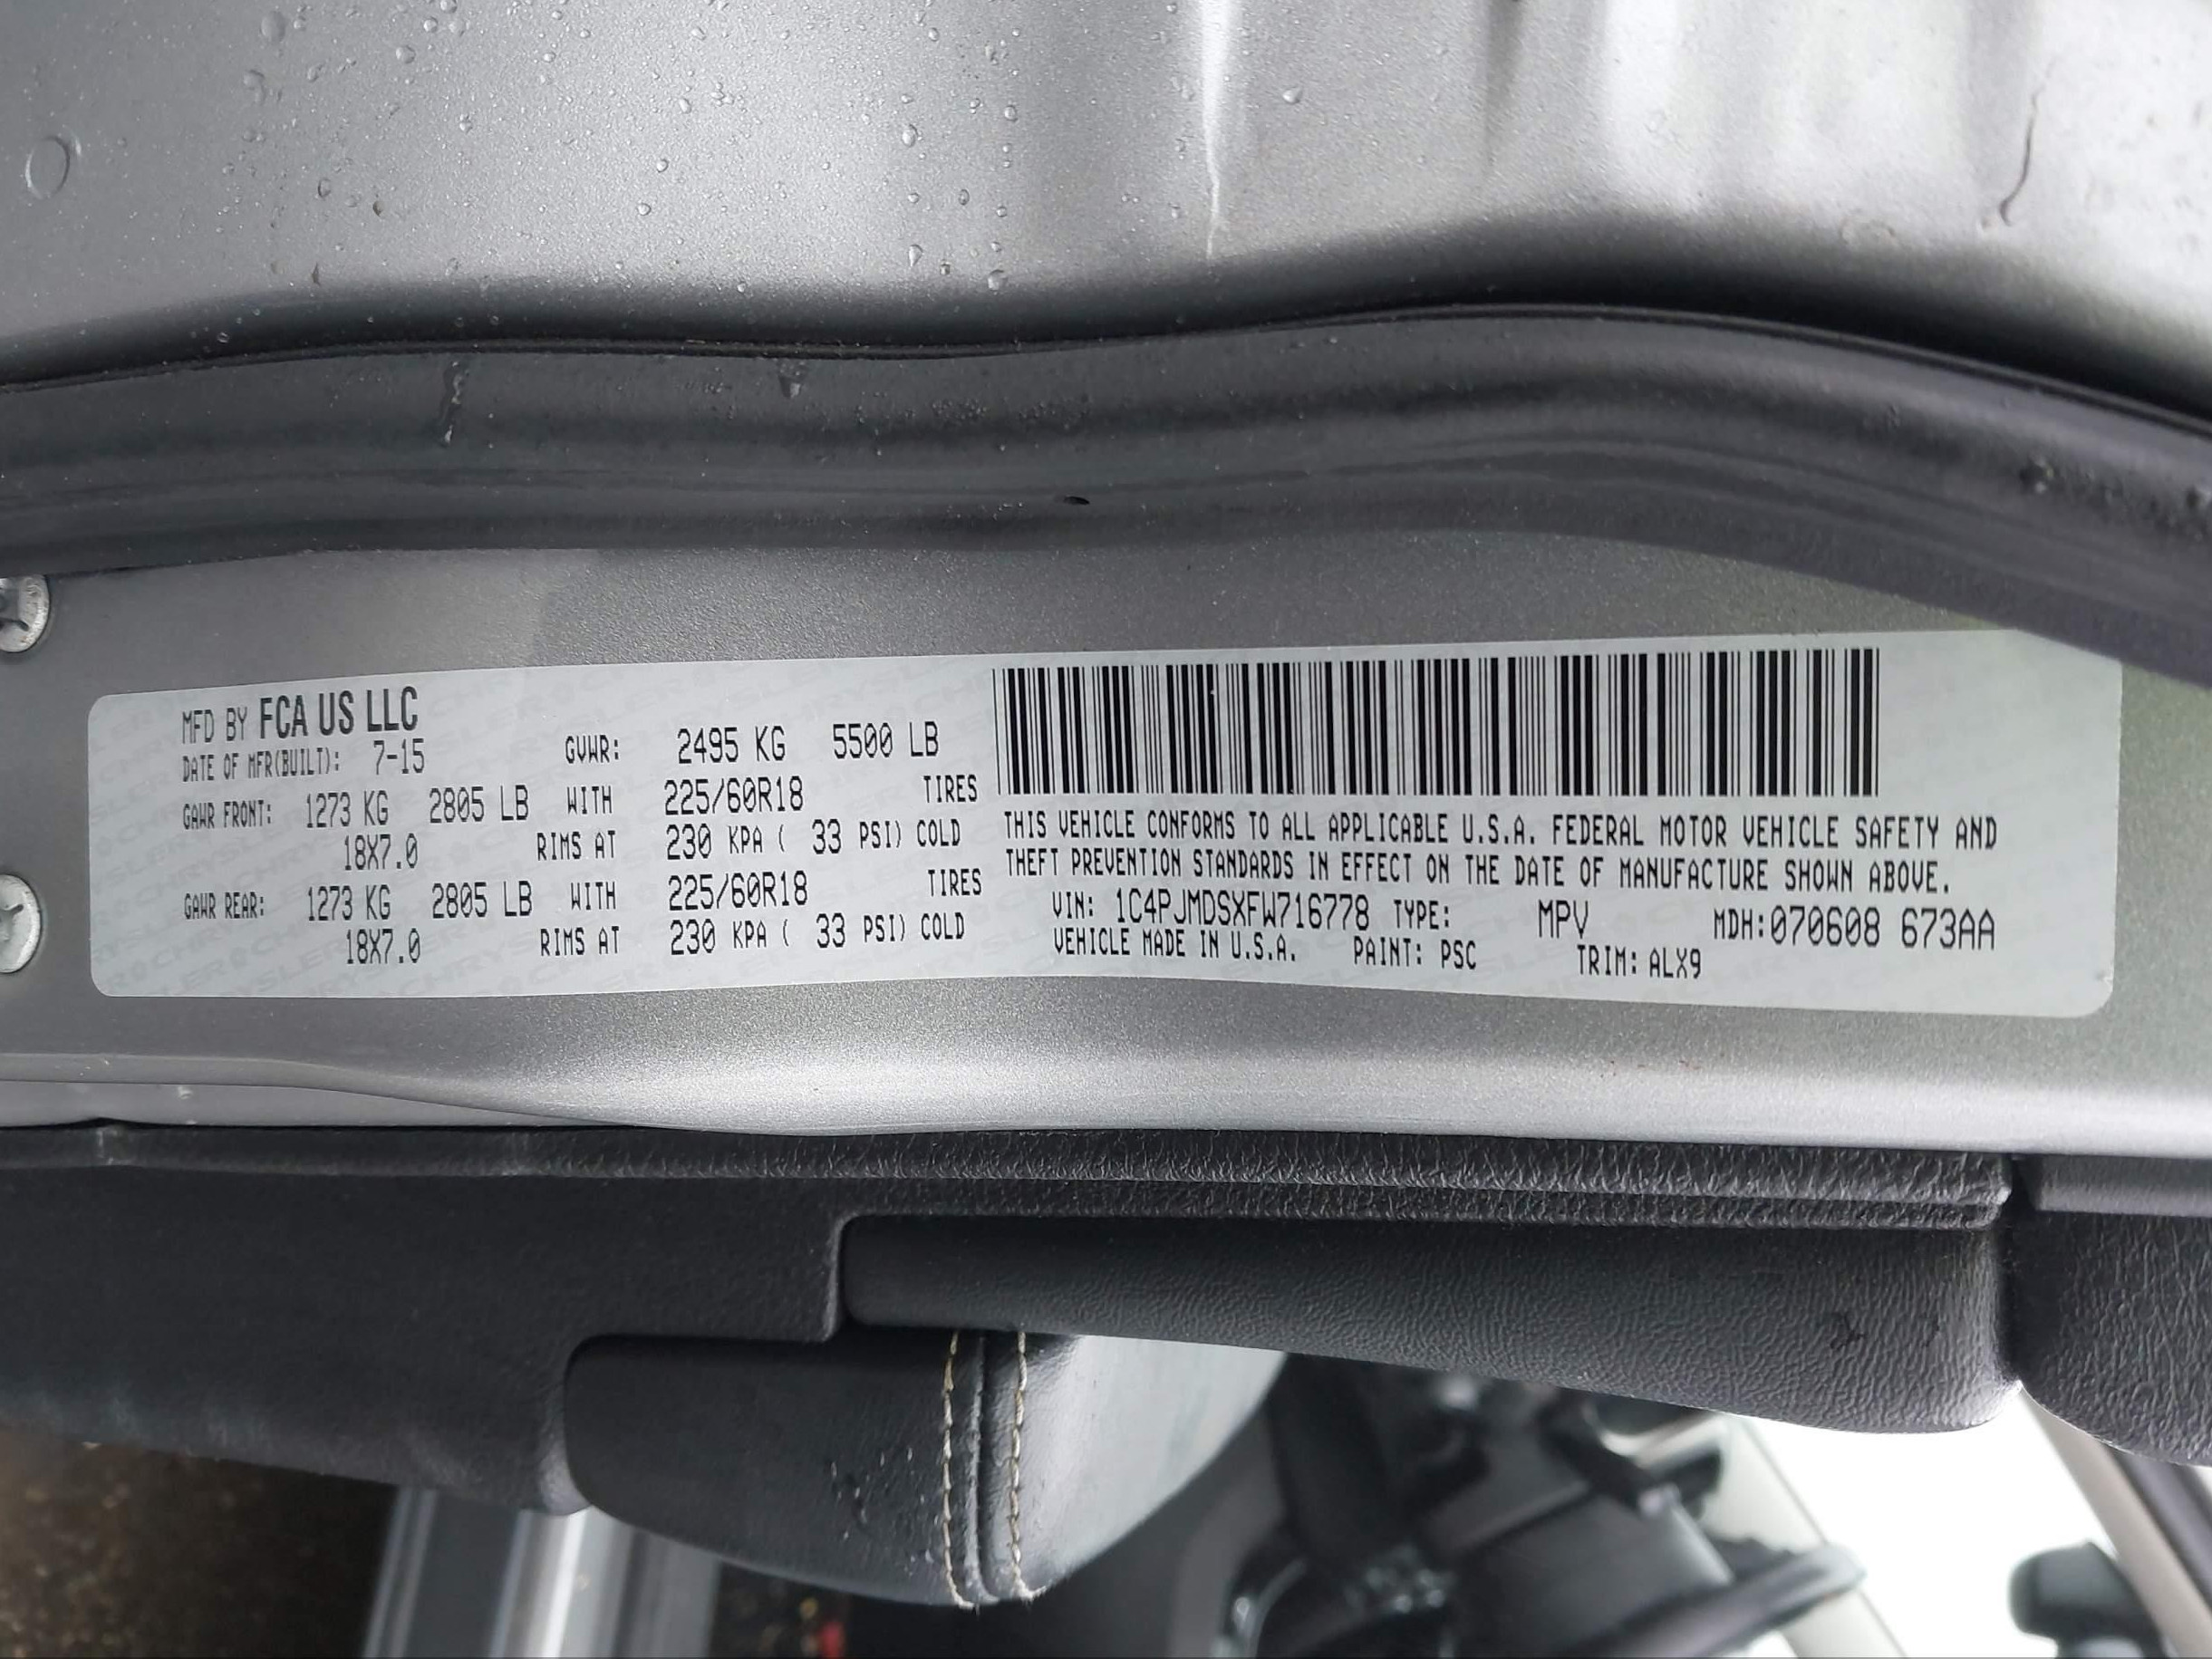 MFD BY FCA US LLC
DATE OF MFR(BUILT): 7-15 GVWR: 2495 KG 5500 LB
GAWR FRONT: 1273 KG 2805 LB WITH 225/60R18 TIRES
18X7.0 RIMS AT 230 KPA ( 33 PSI) COLD
GAWR REAR: 1273 KG 2805 LB WITH 225/60R18 TIRES
18X7.0 RIMS AT 230 KPA ( 33 PSI) COLD
THIS VEHICLE CONFORMS TO ALL APPLICABLE U.S.A. FEDERAL MOTOR VEHICLE SAFETY AND
THEFT PREVENTION STANDARDS IN EFFECT ON THE DATE OF MANUFACTURE SHOWN ABOVE.
VIN: 1C4PJMDSXFW716778 TYPE: MPV MDH:070608 673AA
VEHICLE MADE IN U.S.A. PAINT: PSC TRIM: ALX9